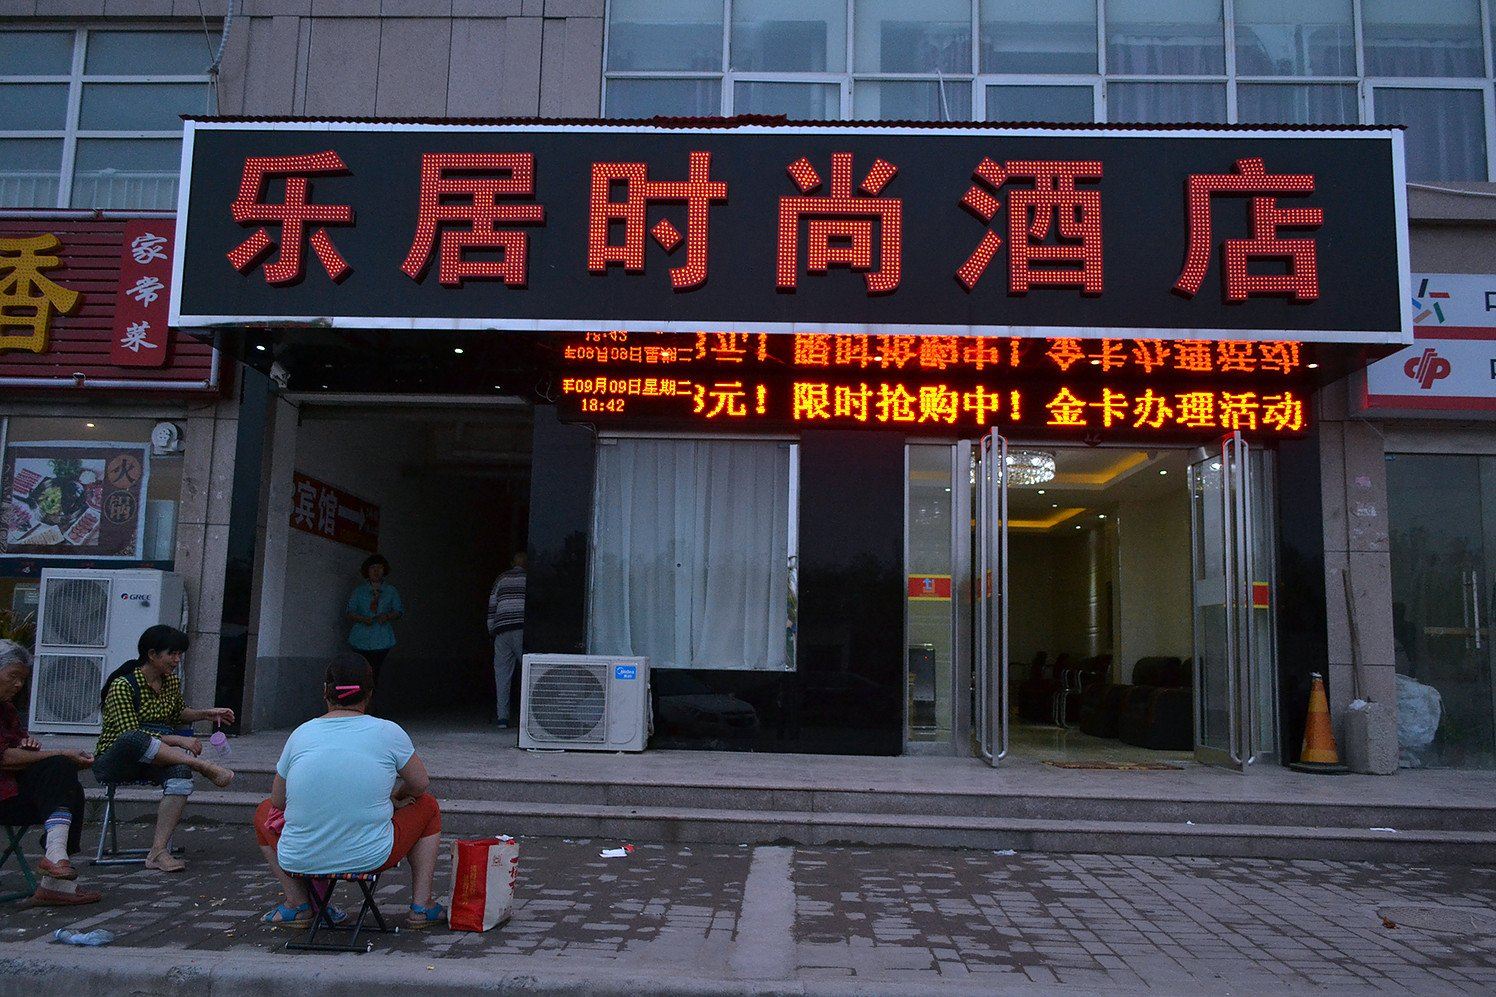 乐居时尚酒店
年09月09日星期二
18:42
元！限时抢购中！金卡办理活动
香
家常菜
火锅
宾馆
GREE
Midea
12